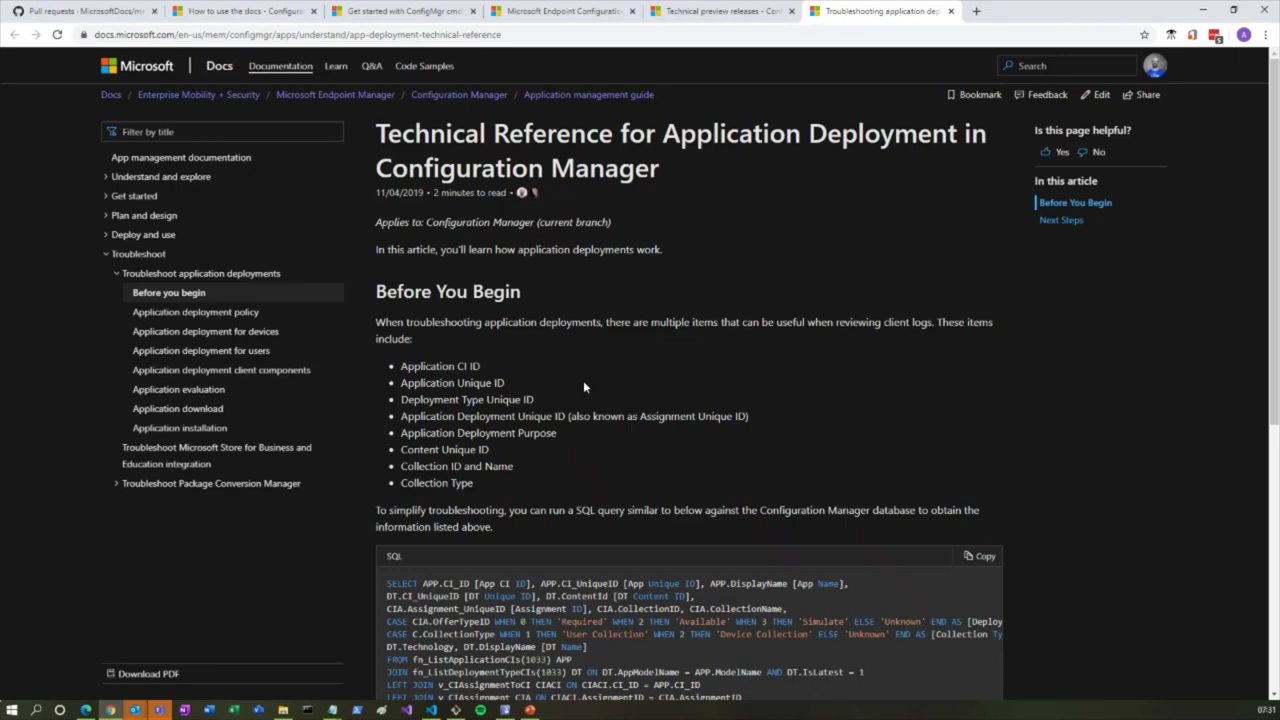 Pull requests - MicrosoftDocs/me
How to use the docs - Configura
Get started with ConfigMgr cmd
Microsoft Endpoint Configuratio
Technical preview releases - Con
Troubleshooting application dep
docs.microsoft.com/en-us/mem/configmgr/apps/understand/app-deployment-technical-reference
A
Microsoft
Docs
Documentation
Learn
Q&A
Code Samples
Search
Docs / Enterprise Mobility + Security / Microsoft Endpoint Manager / Configuration Manager / Application management guide
Bookmark
Feedback
Edit
Share
Filter by title
App management documentation
Understand and explore
Get started
Plan and design
Deploy and use
Troubleshoot
Troubleshoot application deployments
Before you begin
Application deployment policy
Application deployment for devices
Application deployment for users
Application deployment client components
Application evaluation
Application download
Application installation
Troubleshoot Microsoft Store for Business and
Education integration
Troubleshoot Package Conversion Manager
Download PDF
Technical Reference for Application Deployment in
Configuration Manager
11/04/2019 • 2 minutes to read •
Applies to: Configuration Manager (current branch)
In this article, you'll learn how application deployments work.
Before You Begin
When troubleshooting application deployments, there are multiple items that can be useful when reviewing client logs. These items
include:
• Application CI ID
• Application Unique ID
• Deployment Type Unique ID
• Application Deployment Unique ID (also known as Assignment Unique ID)
• Application Deployment Purpose
• Content Unique ID
• Collection ID and Name
• Collection Type
To simplify troubleshooting, you can run a SQL query similar to below against the Configuration Manager database to obtain the
information listed above.
SQL
Copy
SELECT APP.CI_ID [App CI ID], APP.CI_UniqueID [App Unique ID], APP.DisplayName [App Name],
DT.CI_UniqueID [DT Unique ID], DT.ContentId [DT Content ID],
CIA.Assignment_UniqueID [Assignment ID], CIA.CollectionID, CIA.CollectionName,
CASE CIA.OfferTypeID WHEN 0 THEN 'Required' WHEN 2 THEN 'Available' WHEN 3 THEN 'Simulate' ELSE 'Unknown' END AS [Deploy
CASE C.CollectionType WHEN 1 THEN 'User Collection' WHEN 2 THEN 'Device Collection' ELSE 'Unknown' END AS [Collection Ty
DT.Technology, DT.DisplayName [DT Name]
FROM fn_ListApplicationCIs(1033) APP
JOIN fn_ListDeploymentTypeCIs(1033) DT ON DT.AppModelName = APP.ModelName AND DT.IsLatest = 1
LEFT JOIN v_CIAssignmentToCI CIACI ON CIACI.CI_ID = APP.CI_ID
LEFT JOIN v_CIAssignment CIA ON CIACI.AssignmentID = CIA.AssignmentID
Is this page helpful?
Yes
No
In this article
Before You Begin
Next Steps
07:31